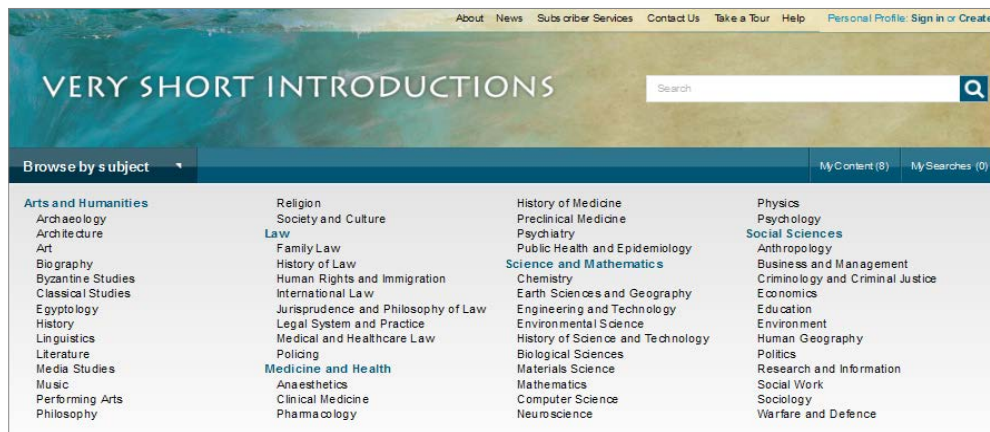 About News Subscriber Services Contact Us Take a Tour Help Personal Profile: Sign in or Create
VERY SHORT INTRODUCTIONS
Search
Browse by subject
My Content (8) My Searches (0)
Arts and Humanities
Archaeology
Architecture
Art
Biography
Byzantine Studies
Classical Studies
Egyptology
History
Linguistics
Literature
Media Studies
Music
Performing Arts
Philosophy
Religion
Society and Culture
Law
Family Law
History of Law
Human Rights and Immigration
International Law
Jurisprudence and Philosophy of Law
Legal System and Practice
Medical and Healthcare Law
Policing
Medicine and Health
Anaesthetics
Clinical Medicine
Pharmacology
History of Medicine
Preclinical Medicine
Psychiatry
Public Health and Epidemiology
Science and Mathematics
Chemistry
Earth Sciences and Geography
Engineering and Technology
Environmental Science
History of Science and Technology
Biological Sciences
Materials Science
Mathematics
Computer Science
Neuroscience
Physics
Psychology
Social Sciences
Anthropology
Business and Management
Criminology and Criminal Justice
Economics
Education
Environment
Human Geography
Politics
Research and Information
Social Work
Sociology
Warfare and Defence